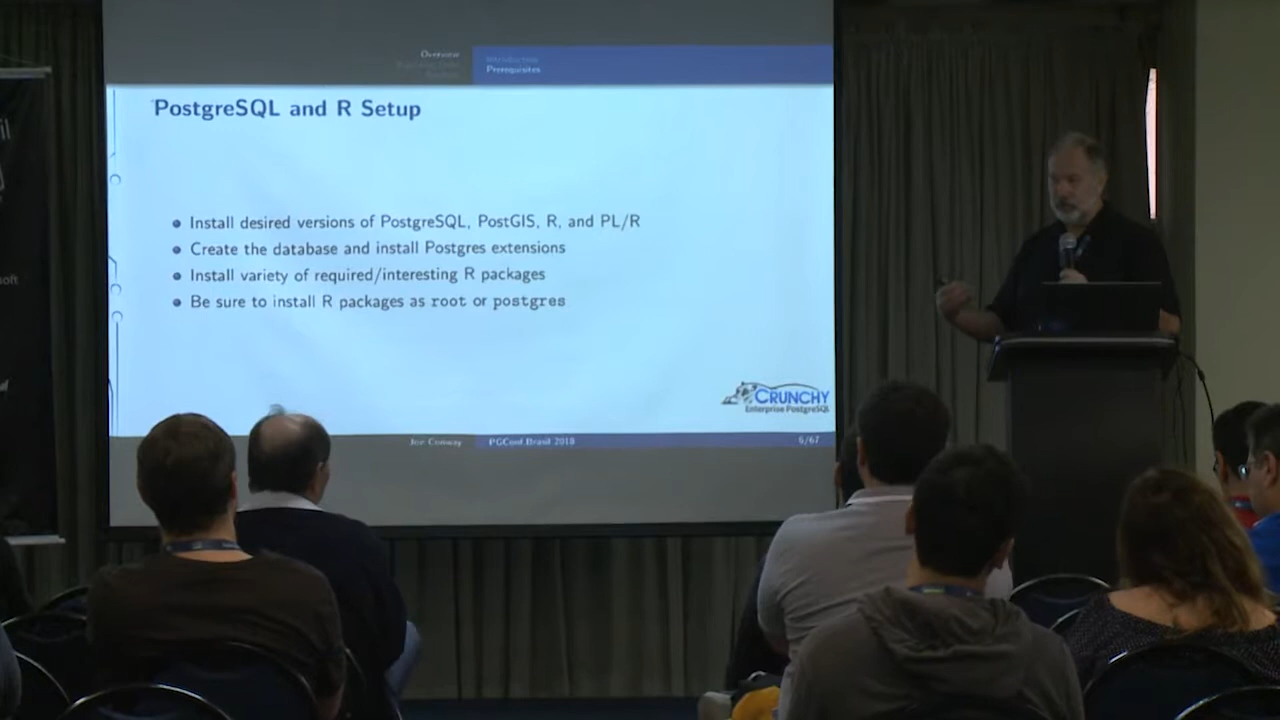 Overview
Introduction
Prerequisites
PostgreSQL and R Setup
Install desired versions of PostgreSQL, PostGIS, R, and PL/R
Create the database and install Postgres extensions
Install variety of required/interesting R packages
Be sure to install R packages as root or postgres
CRUNCHY
Enterprise PostgreSQL
Joe Conway PGConf.Brasil 2018 6/67
il
soft